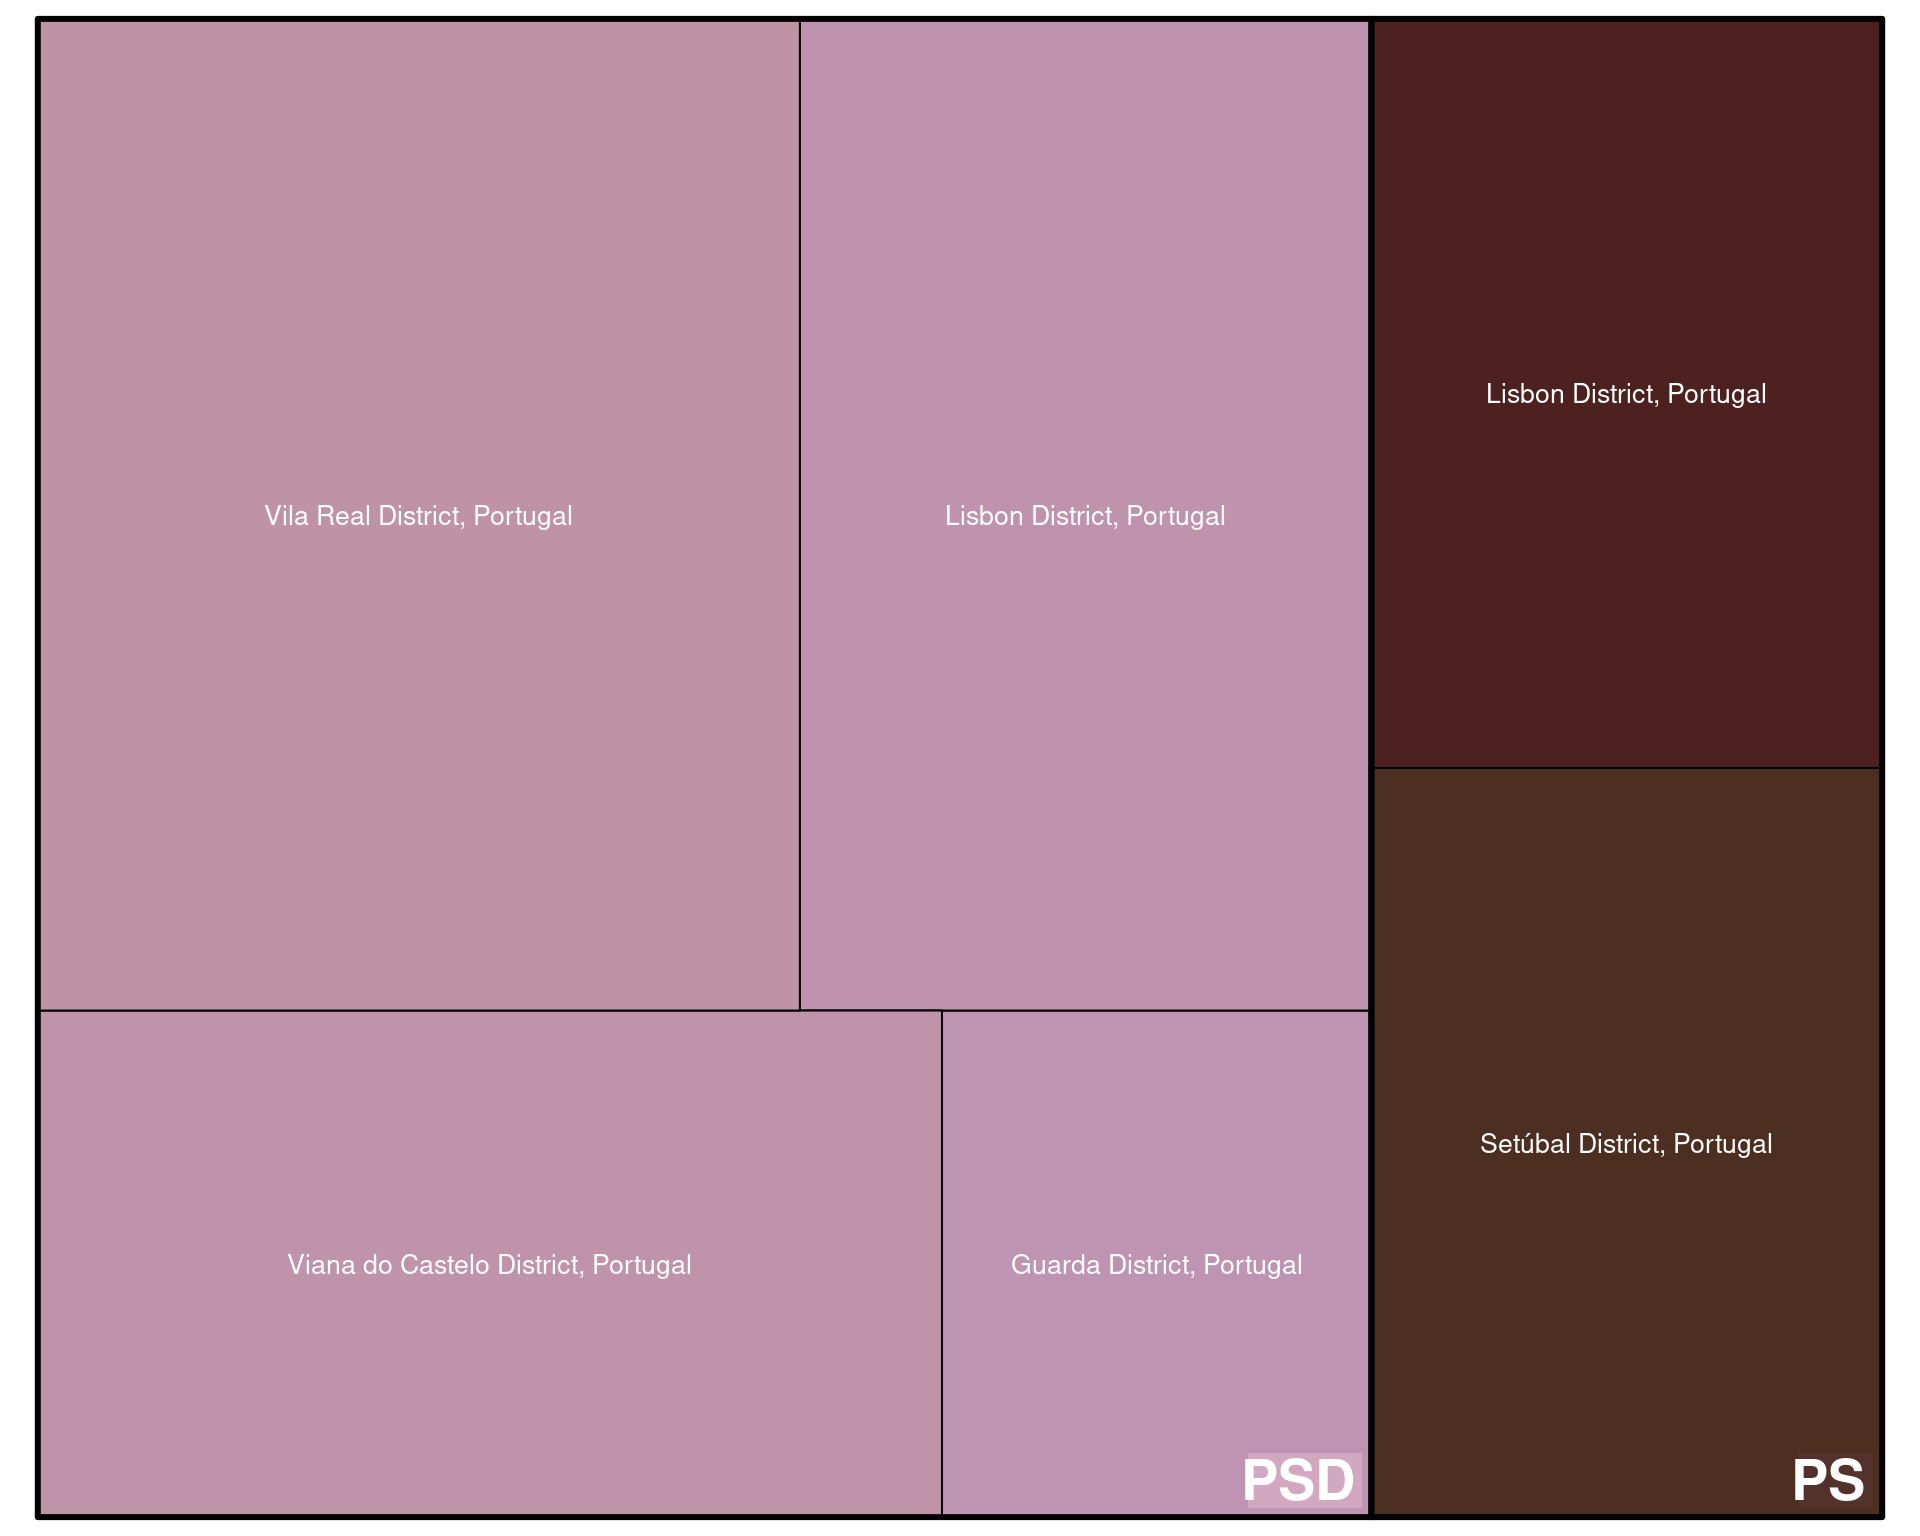 Lisbon District, Portugal
Vila Real District, Portugal
Lisbon District, Portugal
Setúbal District, Portugal
Viana do Castelo District, Portugal
Guarda District, Portugal
PSD
PS